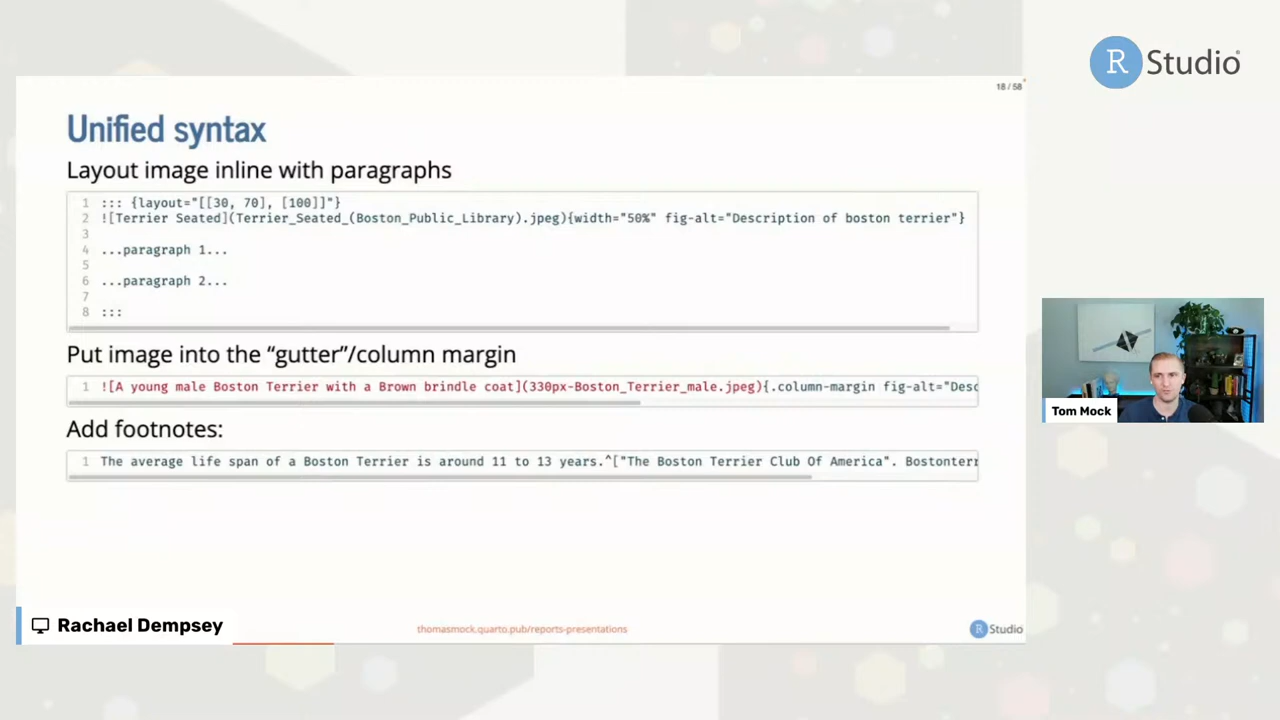 R Studio
18 / 58
Unified syntax
Layout image inline with paragraphs
1 ::: {layout="[[30, 70], [100]]"}
2 ![Terrier Seated](Terrier_Seated_(Boston_Public_Library).jpeg){width="50%" fig-alt="Description of boston terrier"}
3
4 ...paragraph 1...
5
6 ...paragraph 2...
7
8 :::
Put image into the “gutter”/column margin
1 ![A young male Boston Terrier with a Brown brindle coat](330px-Boston_Terrier_male.jpeg){.column-margin fig-alt="Desc
Add footnotes:
1 The average life span of a Boston Terrier is around 11 to 13 years.^["The Boston Terrier Club Of America". Bostonterr
Tom Mock
Rachael Dempsey
thomasmock.quarto.pub/reports-presentations
R Studio